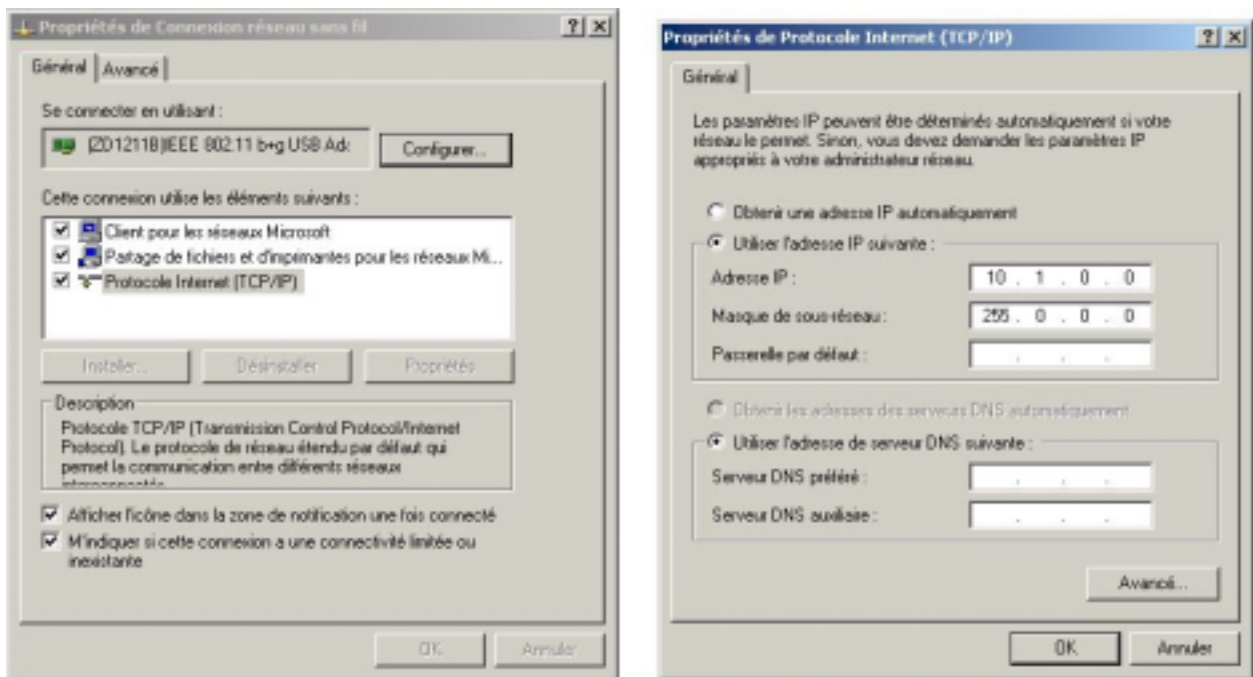 Propriétés de Connexion réseau sans fil
Général
Avancé
Se connecter en utilisant :
[ZD1211B]IEEE 802.11 b+g USB Ada
Configurer...
Cette connexion utilise les éléments suivants :
Client pour les réseaux Microsoft
Partage de fichiers et d'imprimantes pour les réseaux Mi...
Protocole Internet (TCP/IP)
Installer...
Désinstaller
Propriétés
Description
Protocole TCP/IP (Transmission Control Protocol/Internet
Protocol). Le protocole de réseau étendu par défaut qui
permet la communication entre différents réseaux
interconnectés.
Afficher l'icône dans la zone de notification une fois connecté
M'indiquer si cette connexion a une connectivité limitée ou
inexistante
OK
Annuler
Propriétés de Protocole Internet (TCP/IP)
Général
Les paramètres IP peuvent être déterminés automatiquement si votre
réseau le permet. Sinon, vous devez demander les paramètres IP
appropriés à votre administrateur réseau.
Obtenir une adresse IP automatiquement
Utiliser l'adresse IP suivante :
Adresse IP : 10 . 1 . 0 . 0
Masque de sous-réseau : 255 . 0 . 0 . 0
Passerelle par défaut : . . .
Obtenir les adresses des serveurs DNS automatiquement
Utiliser l'adresse de serveur DNS suivante :
Serveur DNS préféré : . . .
Serveur DNS auxiliaire : . . .
Avancé...
OK
Annuler